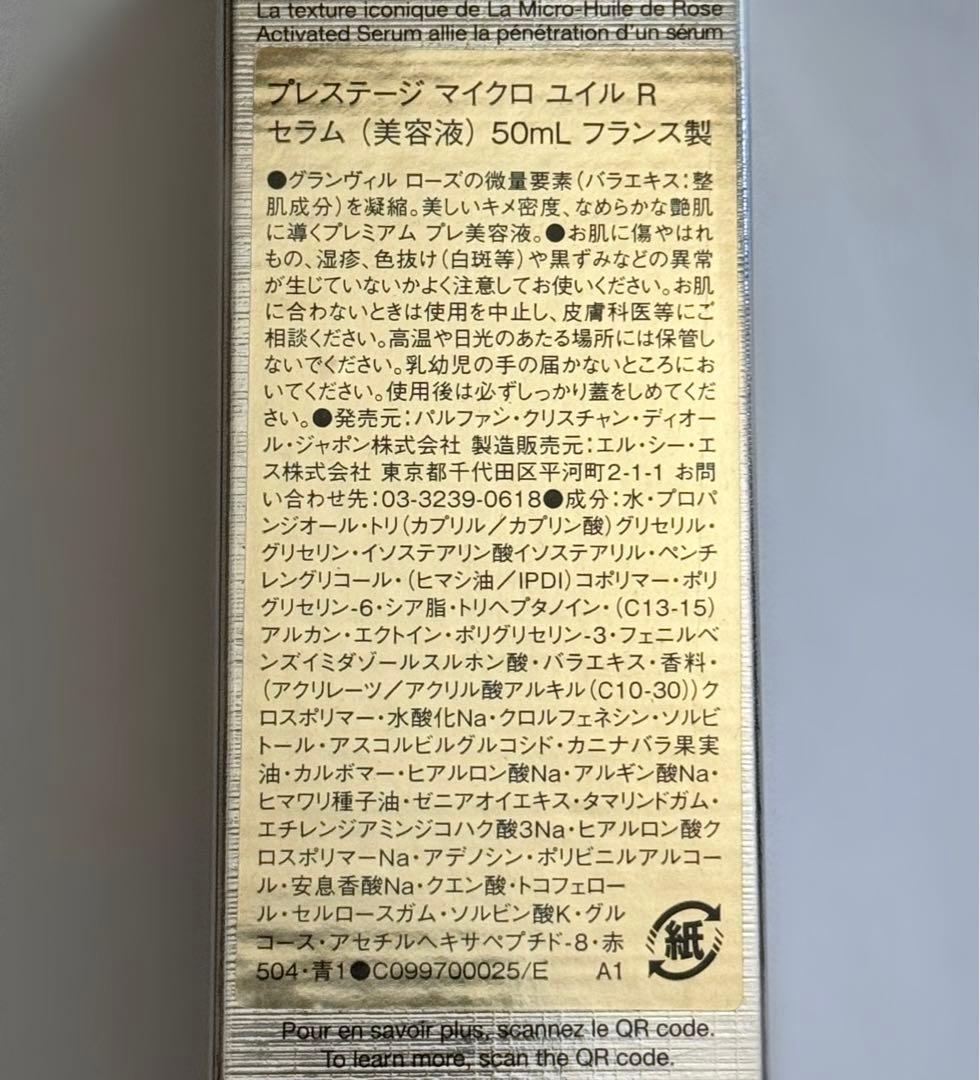 La texture iconique de La Micro-Huile de Rose
Activated Serum allie la pénétration d'un sérum
プレステージ マイクロ ユイル R
セラム（美容液）50mL フランス製
●グランヴィル ローズの微量要素（バラエキス：整
肌成分）を凝縮。美しいキメ密度、なめらかな艶肌
に導くプレミアム プレ美容液。●お肌に傷やはれ
もの、湿疹、色抜け（白斑等）や黒ずみなどの異常
が生じていないかよく注意してお使いください。お肌
に合わないときは使用を中止し、皮膚科医等にご
相談ください。高温や日光のあたる場所には保管し
ないでください。乳幼児の手の届かないところにお
いてください。使用後は必ずしっかり蓋をしめてくだ
さい。●発売元：パルファン・クリスチャン・ディオー
ル・ジャポン株式会社 製造販売元：エル・シー・エ
ス株式会社 東京都千代田区平河町2-1-1 お問
い合わせ先：03-3239-0618●成分：水・プロパ
ンジオール・トリ（カプリル／カプリン酸）グリセリル・
グリセリン・イソステアリン酸イソステアリル・ペンチ
レングリコール・（ヒマシ油／IPDI）コポリマー・ポリ
グリセリン-6・シア脂・トリヘプタノイン・（C13-15）
アルカン・エクトイン・ポリグリセリン-3・フェニルベ
ンズイミダゾールスルホン酸・バラエキス・香料・
（アクリレーツ／アクリル酸アルキル（C10-30））ク
ロスポリマー・水酸化Na・クロルフェネシン・ソルビ
トール・アスコルビルグルコシド・カニナバラ果実
油・カルボマー・ヒアルロン酸Na・アルギン酸Na・
ヒマワリ種子油・ゼニアオイエキス・タマリンドガム・
エチレンジアミンジコハク酸3Na・ヒアルロン酸ク
ロスポリマーNa・アデノシン・ポリビニルアルコー
ル・安息香酸Na・クエン酸・トコフェロー
ル・セルロースガム・ソルビン酸K・グル
コース・アセチルヘキサペプチド-8・赤
504・青1●C099700025/E A1
紙
Pour en savoir plus, scannez le QR code.
To learn more, scan the QR code.